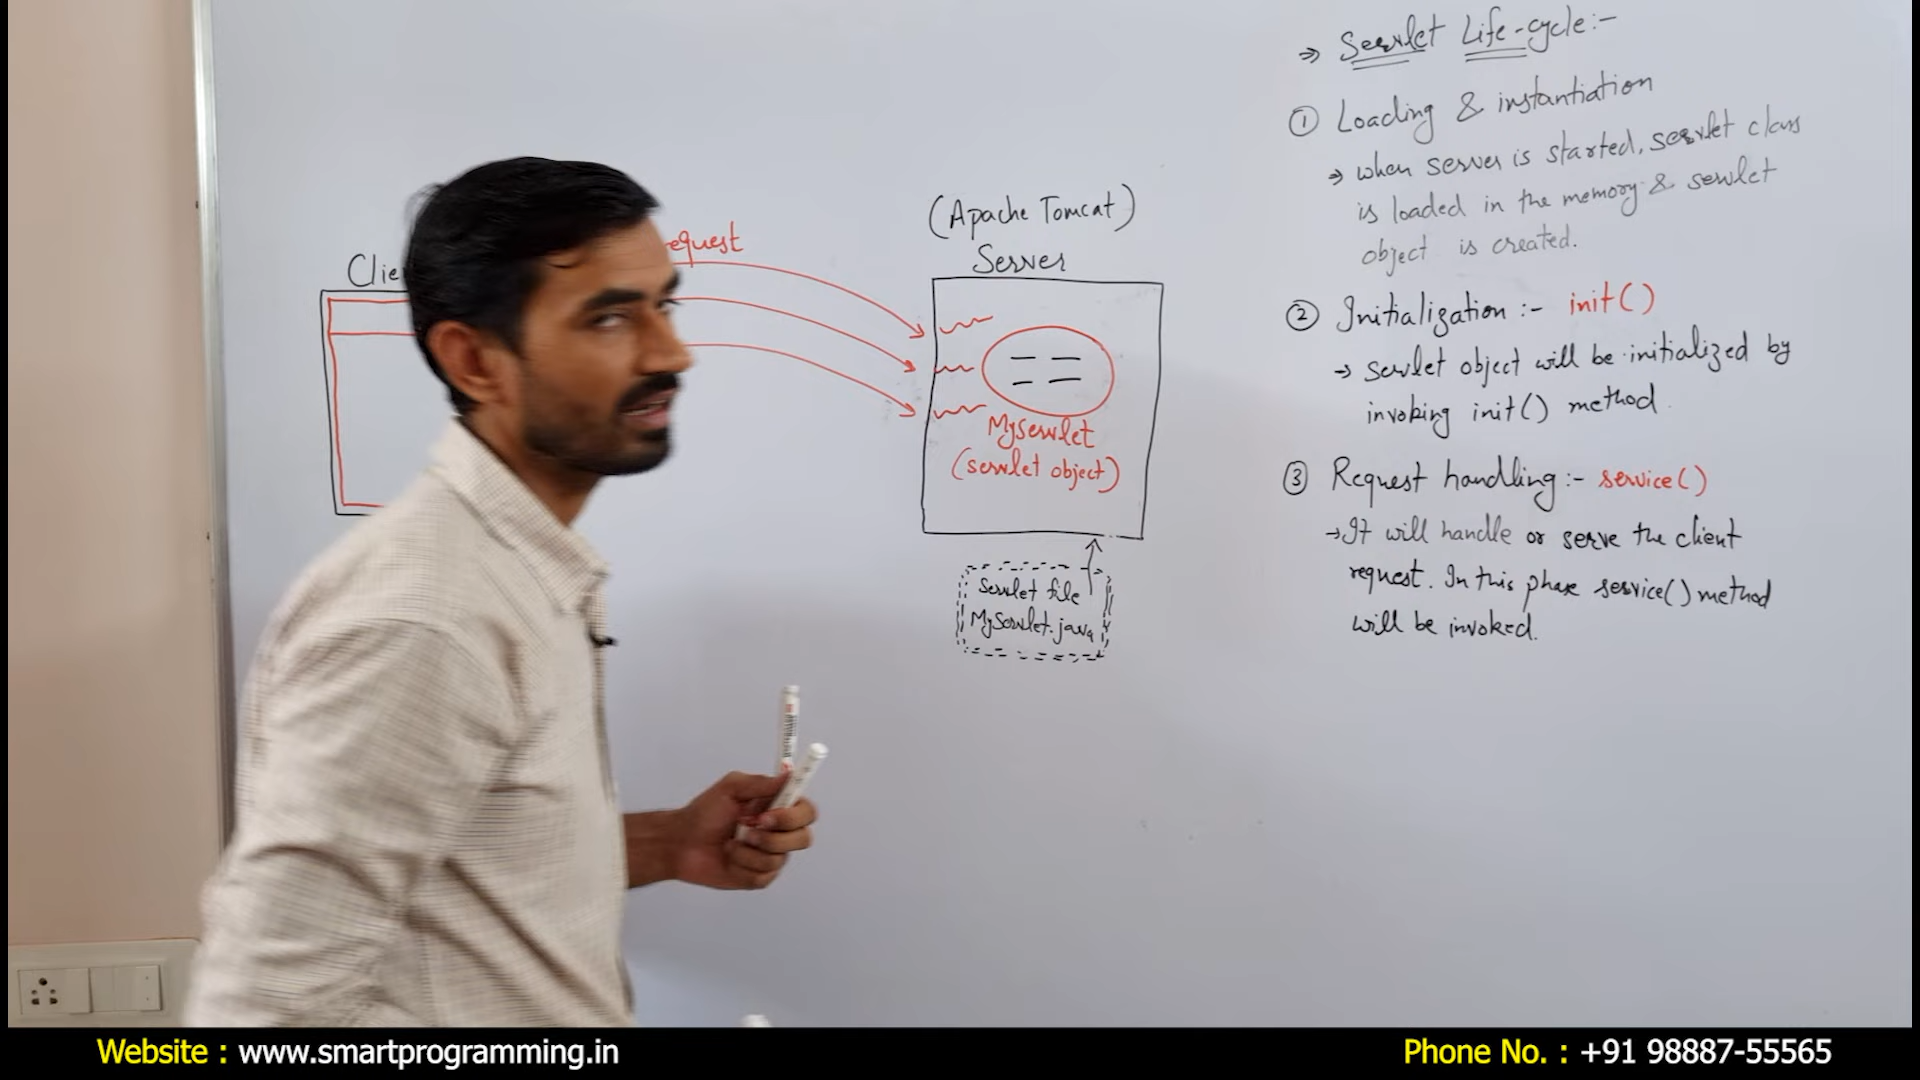 ⇒ Servlet Life-cycle:-
① Loading & instantiation
→ when server is started, servlet class
is loaded in the memory & servlet
object is created.
② Initialization :- init()
→ servlet object will be initialized by
invoking init() method.
③ Request handling :- service()
→ It will handle or serve the client
request. In this phase service() method
will be invoked.
(Apache Tomcat)
Server
equest
Clie
MyServlet
(servlet object)
Servlet file
MyServlet.java
Website : www.smartprogramming.in
Phone No. : +91 98887-55565